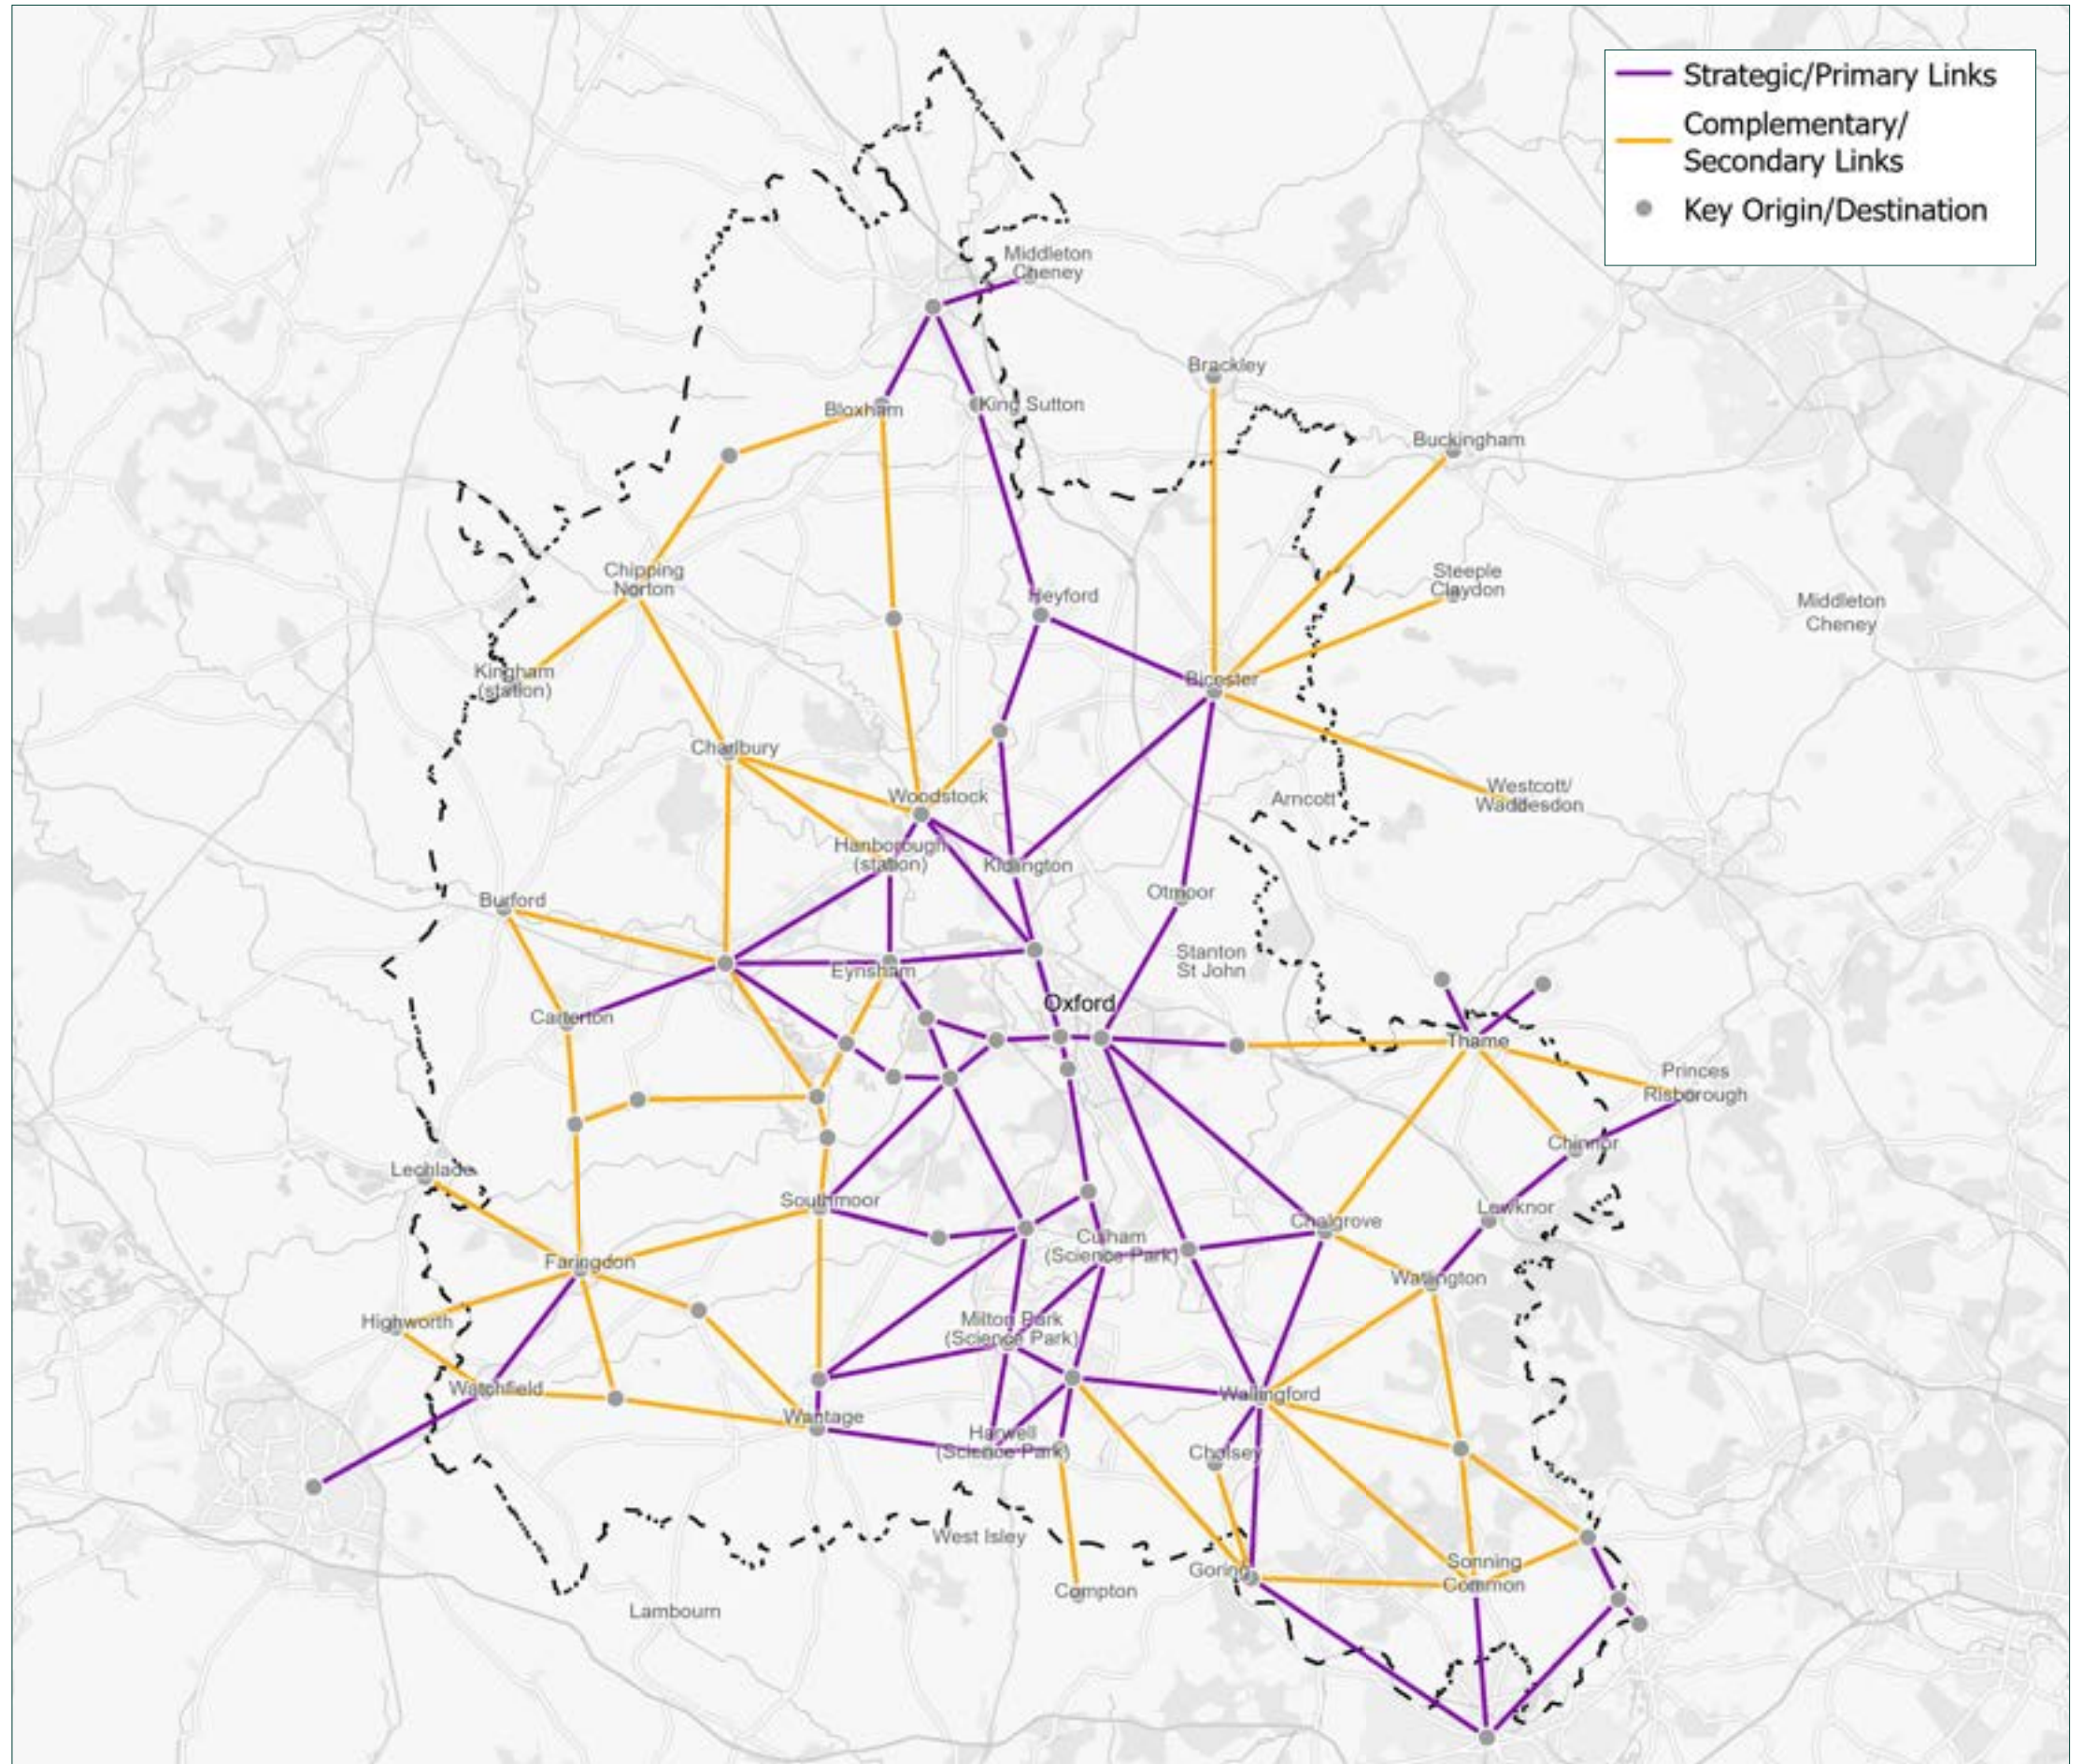 Strategic/Primary Links
Complementary/
Secondary Links
Key Origin/Destination
Middleton
Cheney
Brackley
Bloxham
King Sutton
Buckingham
Chipping
Norton
Heyford
Steeple
Claydon
Middleton
Cheney
Kingham
(station)
Bicester
Charlbury
Woodstock
Arncott
Westcott/
Waddesdon
Hanborough
(station)
Kidlington
Otmoor
Burford
Stanton
St John
Eynsham
Oxford
Carterton
Thame
Princes
Risborough
Chinnor
Lechlade
Southmoor
Lewknor
Chalgrove
Culham
(Science Park)
Faringdon
Watlington
Highworth
Milton Park
(Science Park)
Watchfield
Wallingford
Wantage
Harwell
(Science Park)
Cholsey
West Isley
Goring
Sonning
Common
Compton
Lambourn